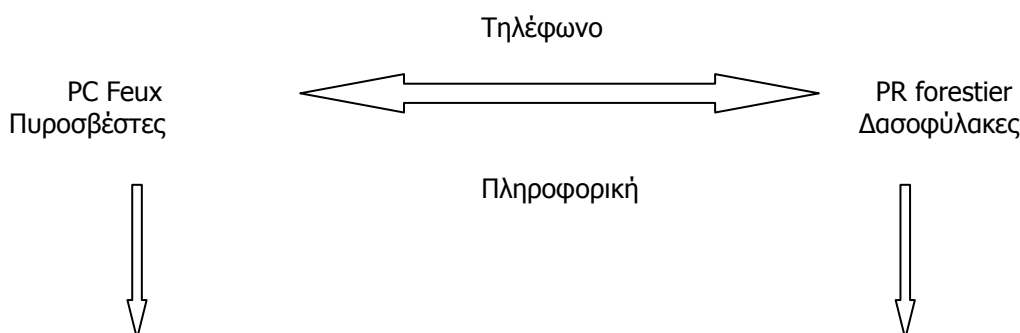 Τηλέφωνο
PC Feux
Πυροσβέστες
PR forestier
Δασοφύλακες
Πληροφορική